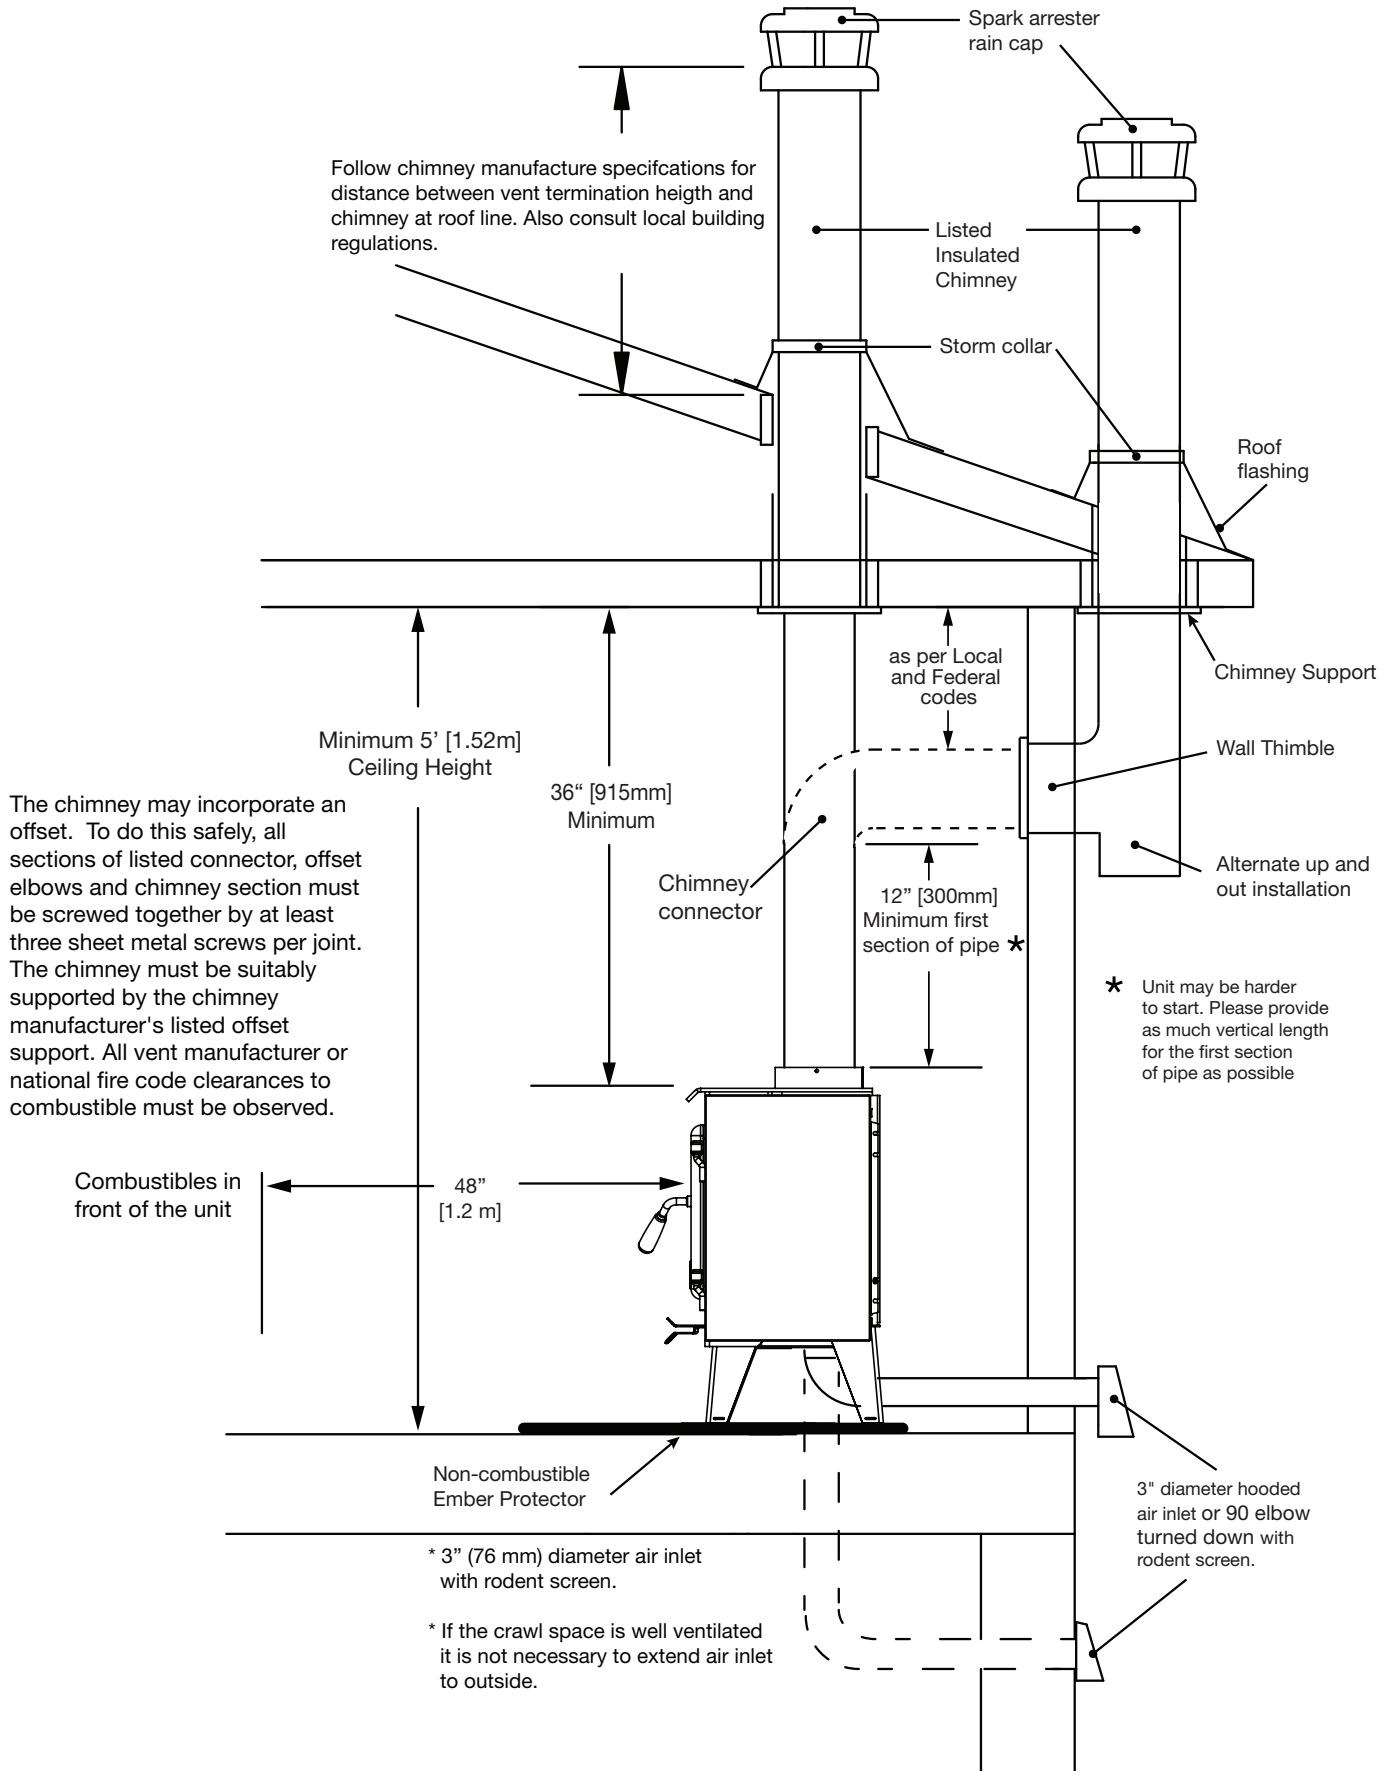 Spark arrester
rain cap
Follow chimney manufacture specifcations for
distance between vent termination heigth and
chimney at roof line. Also consult local building
regulations.
Listed
Insulated
Chimney
Storm collar
Roof
flashing
as per Local
and Federal
codes
Chimney Support
Minimum 5’ [1.52m]
Ceiling Height
Wall Thimble
36“ [915mm]
Minimum
The chimney may incorporate an
offset.  To do this safely, all
sections of listed connector, offset
elbows and chimney section must
be screwed together by at least
three sheet metal screws per joint.
The chimney must be suitably
supported by the chimney
manufacturer's listed offset
support. All vent manufacturer or
national fire code clearances to
combustible must be observed.
Chimney
connector
12” [300mm]
Minimum first
section of pipe *
Alternate up and
out installation
* Unit may be harder
to start. Please provide
as much vertical length
for the first section
of pipe as possible
Combustibles in
front of the unit
48”
[1.2 m]
Non-combustible
Ember Protector
3" diameter hooded
air inlet or 90 elbow
turned down with
rodent screen.
* 3” (76 mm) diameter air inlet
with rodent screen.
* If the crawl space is well ventilated
it is not necessary to extend air inlet
to outside.